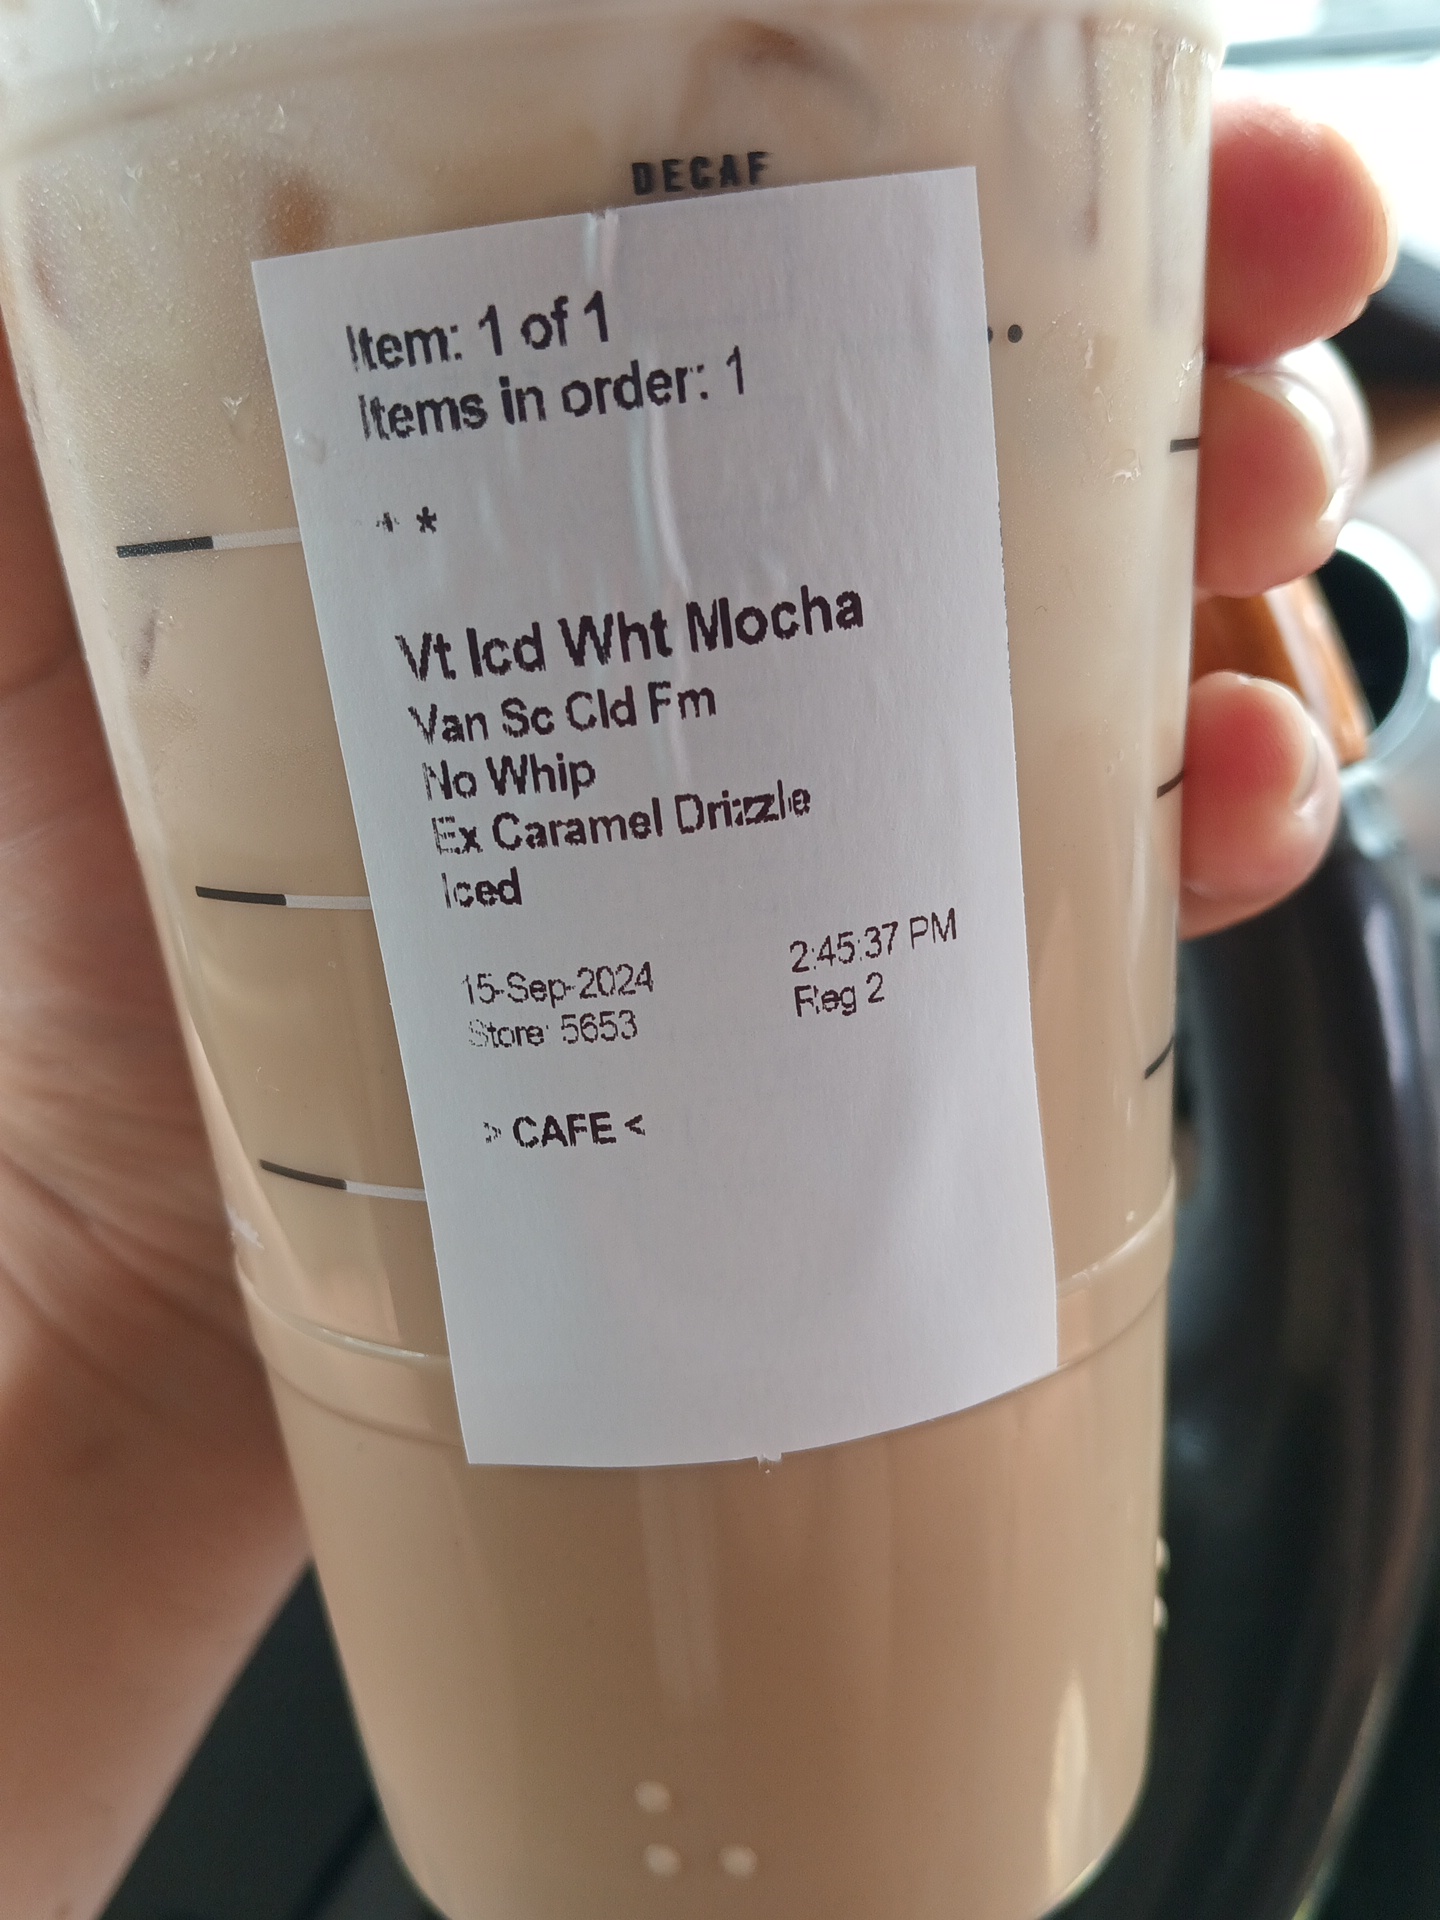 DECAF
Item: 1 of 1
Items in order: 1
* *
Vt Icd Wht Mocha
Van Sc Cld Fm
No Whip
Ex Caramel Drizzle
Iced
15-Sep-2024 2:45:37 PM
Store: 5653 Reg 2
> CAFE <